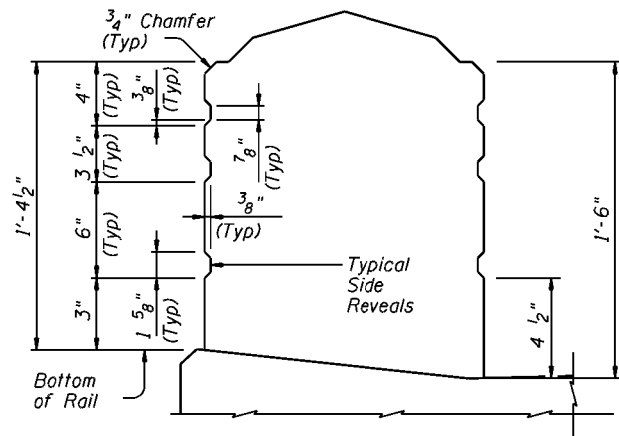 3/4" Chamfer
(Typ)
4"
(Typ)
3/8"
(Typ)
7/8"
(Typ)
3 1/2"
(Typ)
1'-4 1/2"
6"
(Typ)
3/8"
(Typ)
1'-6"
Typical
Side
Reveals
3"
1 5/8"
(Typ)
4 1/2"
Bottom
of Rail